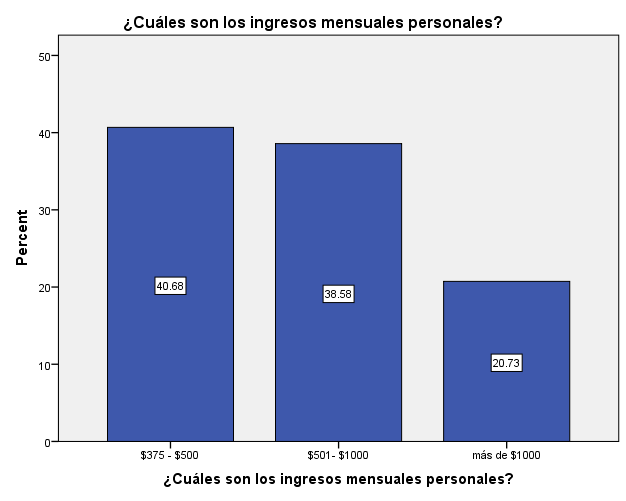 ¿Cuáles son los ingresos mensuales personales?
50
40
30
20
10
0
Percent
40.68
38.58
20.73
$375 - $500
$501- $1000
más de $1000
¿Cuáles son los ingresos mensuales personales?